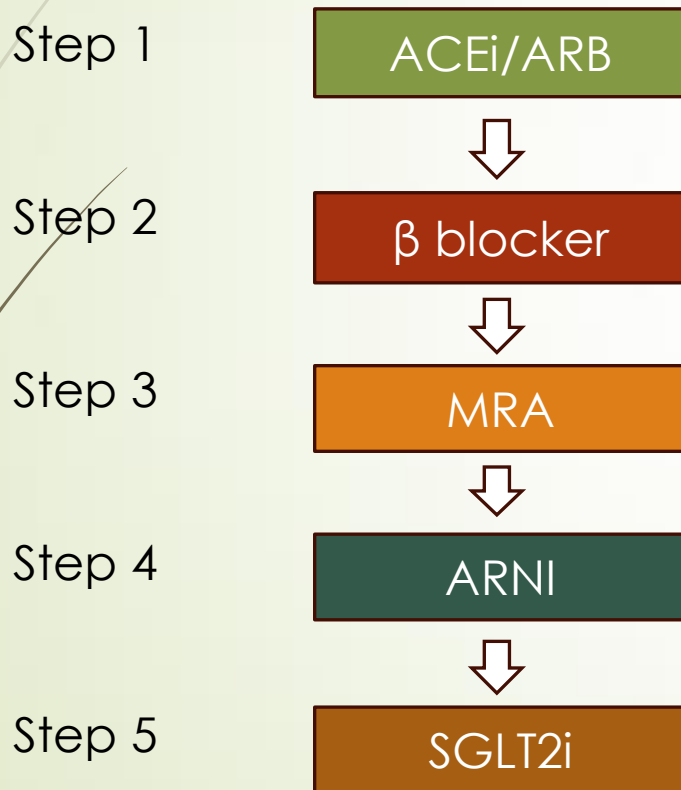 Step 1
ACEi/ARB
Step 2
β blocker
Step 3
MRA
Step 4
ARNI
Step 5
SGLT2i